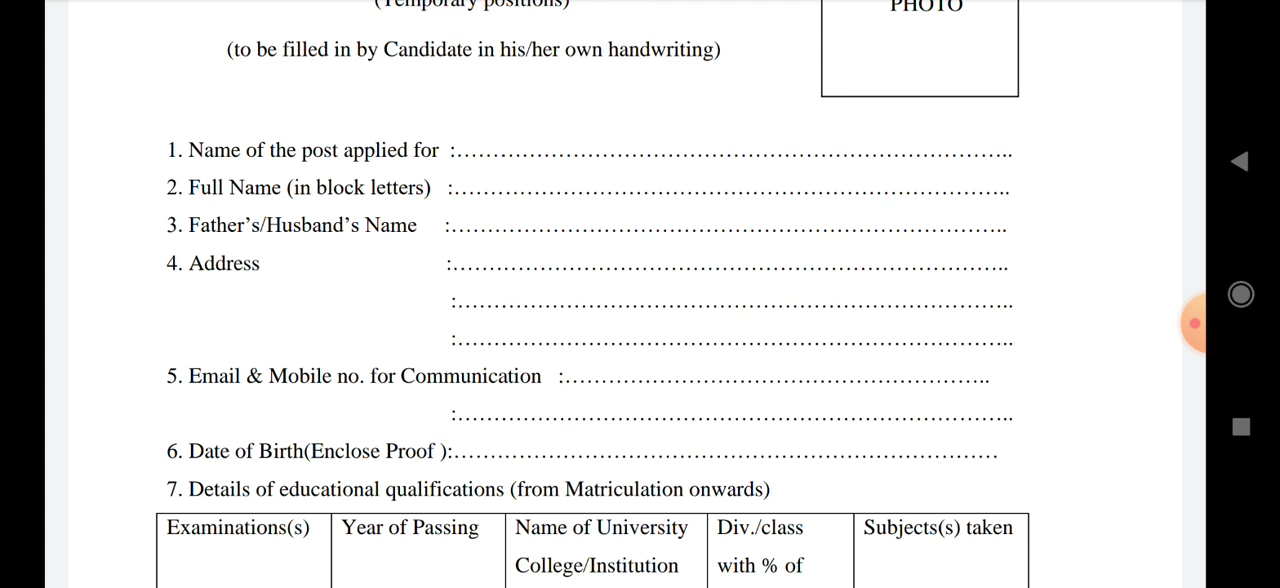 (Temporary positions)
PHOTO
(to be filled in by Candidate in his/her own handwriting)
1. Name of the post applied for :…………………………………………………………………..
2. Full Name (in block letters) :…………………………………………………………………..
3. Father’s/Husband’s Name :…………………………………………………………………..
4. Address :…………………………………………………………………..
:…………………………………………………………………..
:…………………………………………………………………..
5. Email & Mobile no. for Communication :…………………………………………………..
:…………………………………………………………………..
6. Date of Birth(Enclose Proof ):…………………………………………………………………
7. Details of educational qualifications (from Matriculation onwards)
Examinations(s) Year of Passing Name of University Div./class Subjects(s) taken
College/Institution with % of